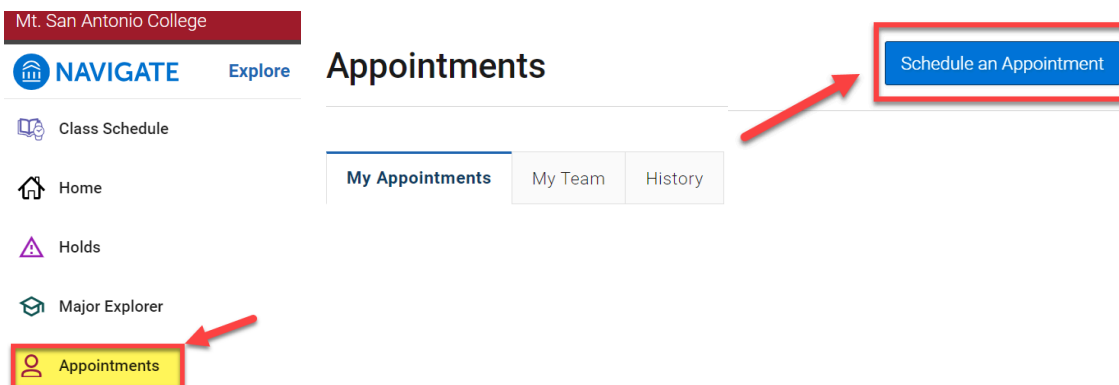 Mt. San Antonio College
NAVIGATE
Explore
Class Schedule
Home
Holds
Major Explorer
Appointments
Appointments
Schedule an Appointment
My Appointments
My Team
History